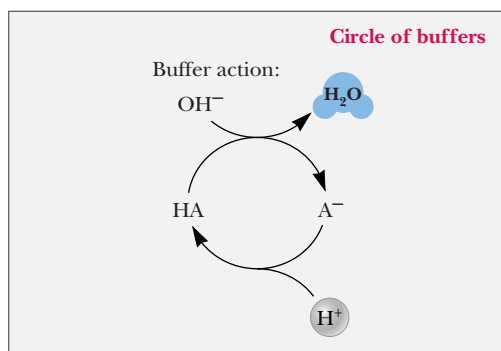 Circle of buffers
Buffer action:
OH⁻
H₂O
HA
A⁻
H⁺